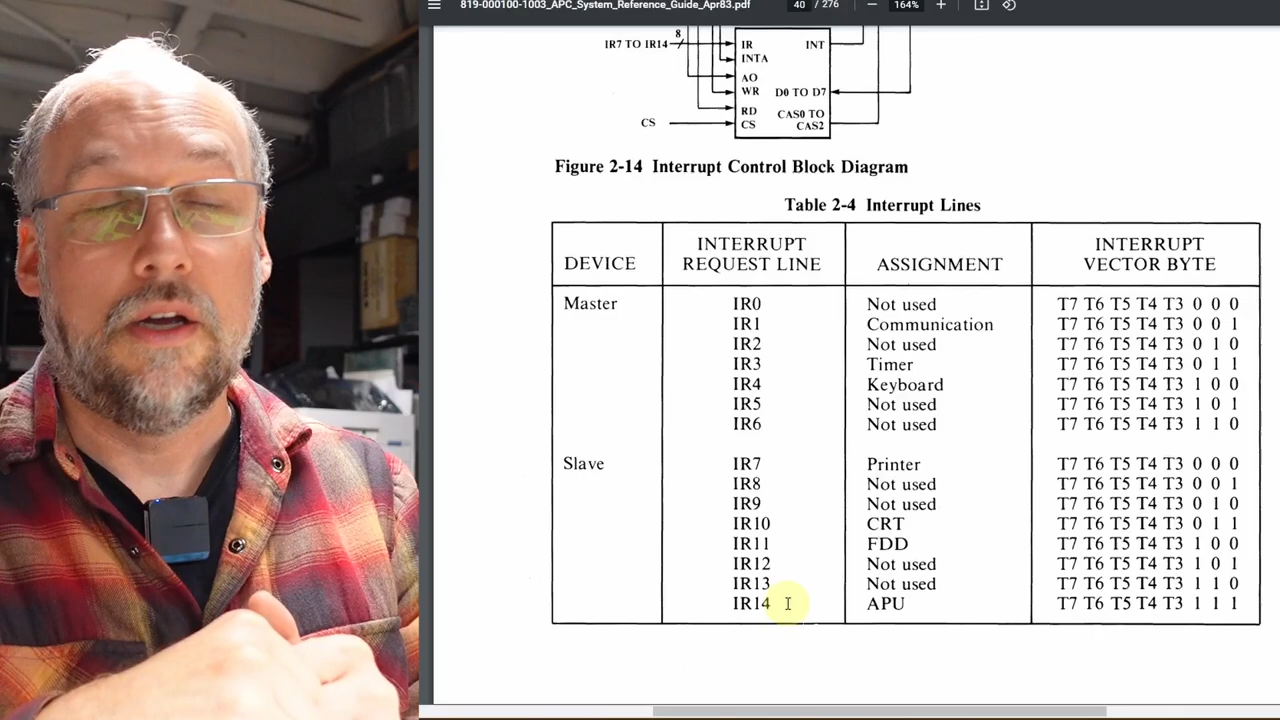 819-000100-1003_APC_System_Reference_Guide_Apr83.pdf 40 / 276 164%
8
IR7 TO IR14 IR INT
INTA
AO
WR D0 TO D7
RD CAS0 TO
CS CS CAS2
Figure 2-14 Interrupt Control Block Diagram
Table 2-4 Interrupt Lines
DEVICE INTERRUPT REQUEST LINE ASSIGNMENT INTERRUPT VECTOR BYTE
Master IR0 Not used T7 T6 T5 T4 T3 0 0 0
IR1 Communication T7 T6 T5 T4 T3 0 0 1
IR2 Not used T7 T6 T5 T4 T3 0 1 0
IR3 Timer T7 T6 T5 T4 T3 0 1 1
IR4 Keyboard T7 T6 T5 T4 T3 1 0 0
IR5 Not used T7 T6 T5 T4 T3 1 0 1
IR6 Not used T7 T6 T5 T4 T3 1 1 0
Slave IR7 Printer T7 T6 T5 T4 T3 0 0 0
IR8 Not used T7 T6 T5 T4 T3 0 0 1
IR9 Not used T7 T6 T5 T4 T3 0 1 0
IR10 CRT T7 T6 T5 T4 T3 0 1 1
IR11 FDD T7 T6 T5 T4 T3 1 0 0
IR12 Not used T7 T6 T5 T4 T3 1 0 1
IR13 Not used T7 T6 T5 T4 T3 1 1 0
IR14 APU T7 T6 T5 T4 T3 1 1 1